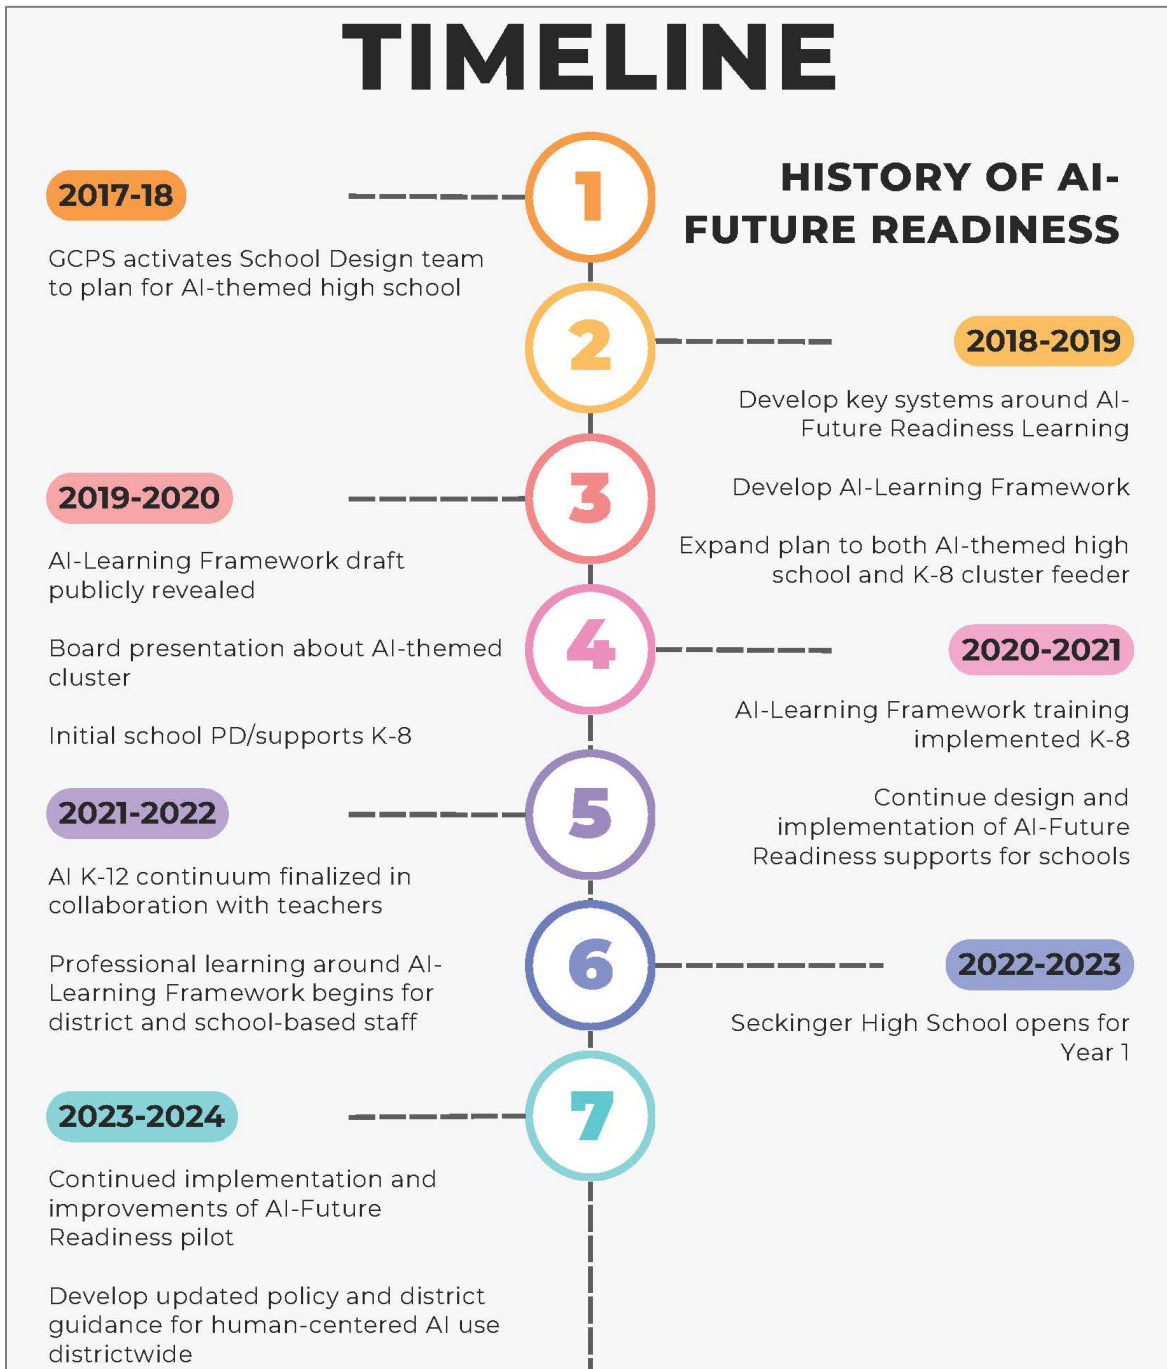 TIMELINE
HISTORY OF AI-
FUTURE READINESS
1
2017-18
GCPS activates School Design team
to plan for AI-themed high school
2
2018-2019
Develop key systems around AI-
Future Readiness Learning
Develop AI-Learning Framework
Expand plan to both AI-themed high
school and K-8 cluster feeder
3
2019-2020
AI-Learning Framework draft
publicly revealed
Board presentation about AI-themed
cluster
Initial school PD/supports K-8
4
2020-2021
AI-Learning Framework training
implemented K-8
Continue design and
implementation of AI-Future
Readiness supports for schools
5
2021-2022
AI K-12 continuum finalized in
collaboration with teachers
Professional learning around AI-
Learning Framework begins for
district and school-based staff
6
2022-2023
Seckinger High School opens for
Year 1
7
2023-2024
Continued implementation and
improvements of AI-Future
Readiness pilot
Develop updated policy and district
guidance for human-centered AI use
districtwide